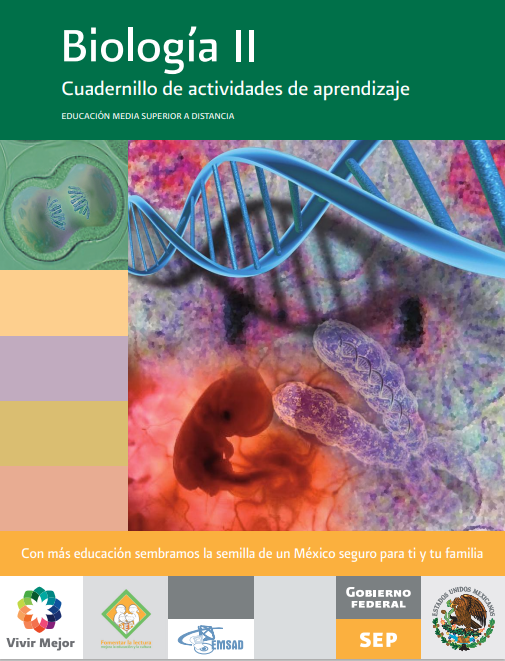 Biología II
Cuadernillo de actividades de aprendizaje
EDUCACIÓN MEDIA SUPERIOR A DISTANCIA
Con más educación sembramos la semilla de un México seguro para ti y tu familia
Vivir Mejor
Fomentar la lectura
EMSAD
GOBIERNO
FEDERAL
SEP
ESTADOS UNIDOS MEXICANOS